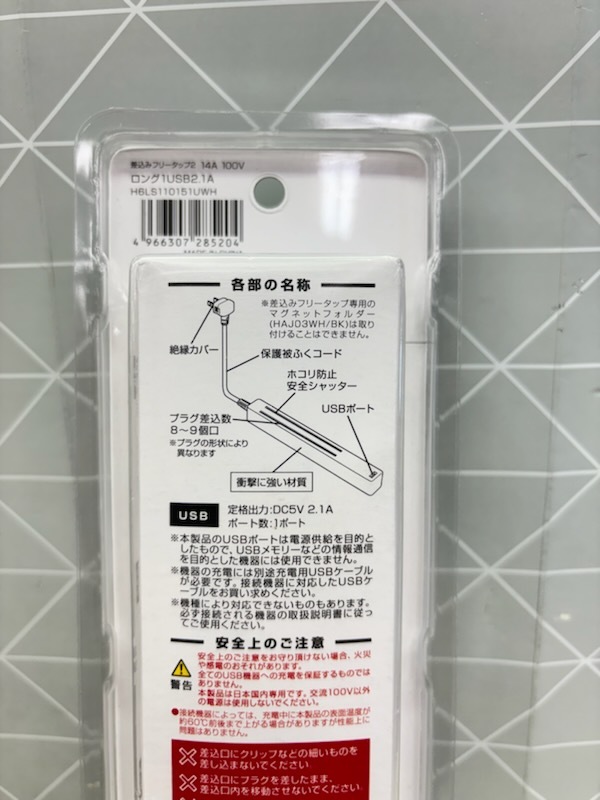 差込みフリータップ2 14A 100V
ロング1USB2.1A
H6LS110151UWH
4 966307 285204
各部の名称
※差込みフリータップ専用の
マグネットフォルダー
(HAJ03WH/BK)は取り
付けることはできません。
絶縁カバー
保護被ふくコード
ホコリ防止
安全シャッター
USBポート
プラグ差込数
8〜9個口
※プラグの形状により
異なります
衝撃に強い材質
USB
定格出力:DC5V 2.1A
ポート数:1ポート
※本製品のUSBポートは電源供給を目的と
したもので、USBメモリーなどの情報通信
を目的とした機器には使用できません。
※機器の充電には別途充電用USBケーブル
が必要です。接続機器に対応したUSBケー
ブルをお買い求めください。
※機種により対応できないものもあります。
必ず接続される機器の取扱説明書に従っ
てご使用ください。
安全上のご注意
警告
安全上のご注意をお守り頂けない場合、火災
や感電のおそれがあります。
全てのUSB機器への充電を保証するものでは
ありません。
本製品は日本国内専用です。交流100V以外
の電源は使用しないでください。
●接続機器によっては、充電中に本製品の表面温度が
約60℃前後まで上がる場合がありますが性能上に
問題はありません。
差込口にクリップなどの細いものを
差し込まないでください。
差込口にプラグを差したまま、
差込口内を移動させないでください。